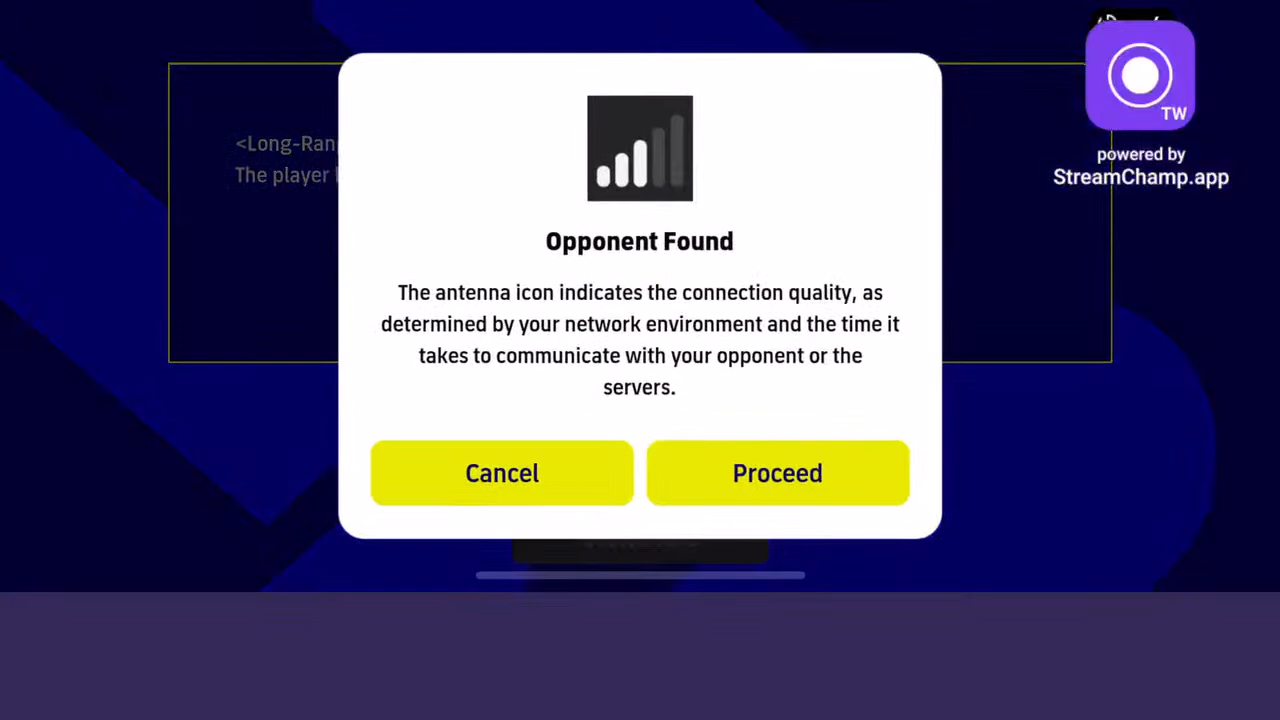 TW
powered by
StreamChamp.app
<Long-Ran
The player
Opponent Found
The antenna icon indicates the connection quality, as
determined by your network environment and the time it
takes to communicate with your opponent or the
servers.
Cancel
Proceed